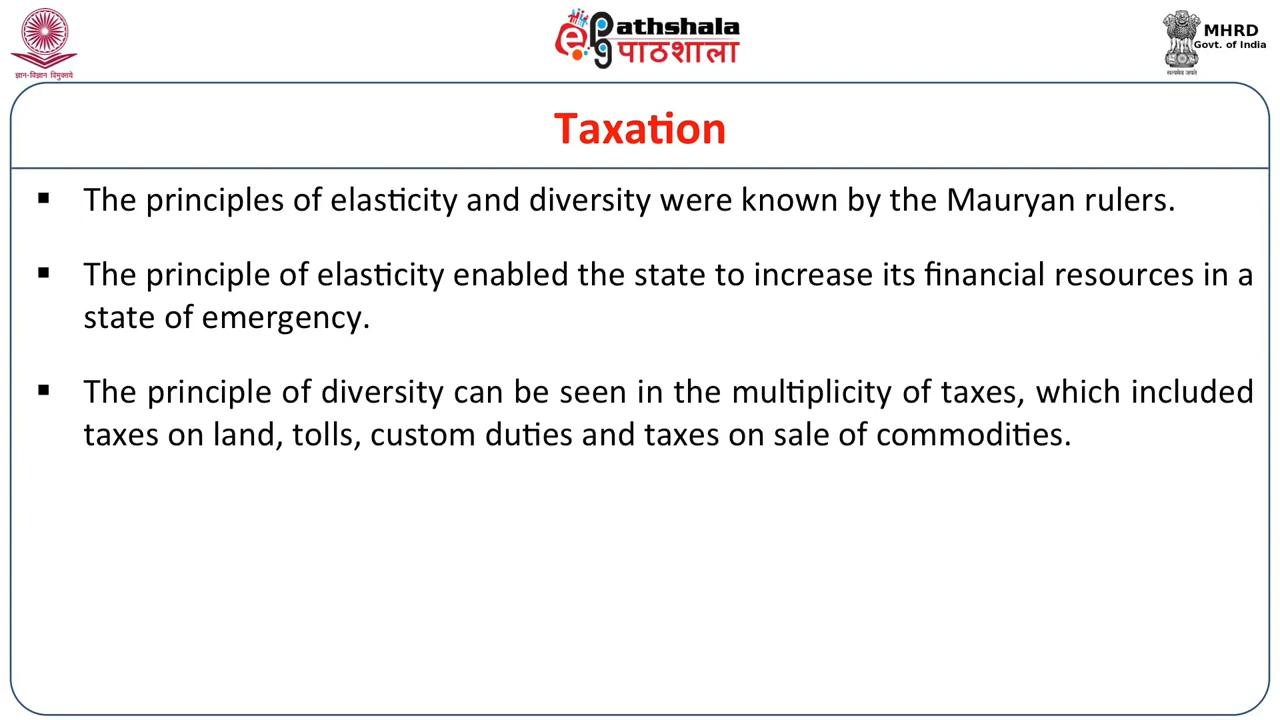 ज्ञान-विज्ञान विमुक्तये
ePG Pathshala
पाठशाला
MHRD
Govt. of India
सत्यमेव जयते
Taxation
▪ The principles of elasticity and diversity were known by the Mauryan rulers.
▪ The principle of elasticity enabled the state to increase its financial resources in a
state of emergency.
▪ The principle of diversity can be seen in the multiplicity of taxes, which included
taxes on land, tolls, custom duties and taxes on sale of commodities.